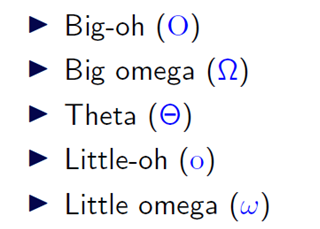 ▶ Big-oh (O)
▶ Big omega (Ω)
▶ Theta (Θ)
▶ Little-oh (o)
▶ Little omega (ω)